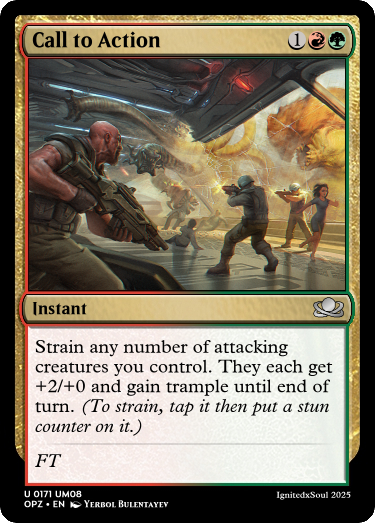 Call to Action
1
Instant
Strain any number of attacking
creatures you control. They each get
+2/+0 and gain trample until end of
turn. (To strain, tap it then put a stun
counter on it.)
FT
U 0171 UM08
OPZ • EN Yerbol Bulentayev
IgnitedxSoul 2025